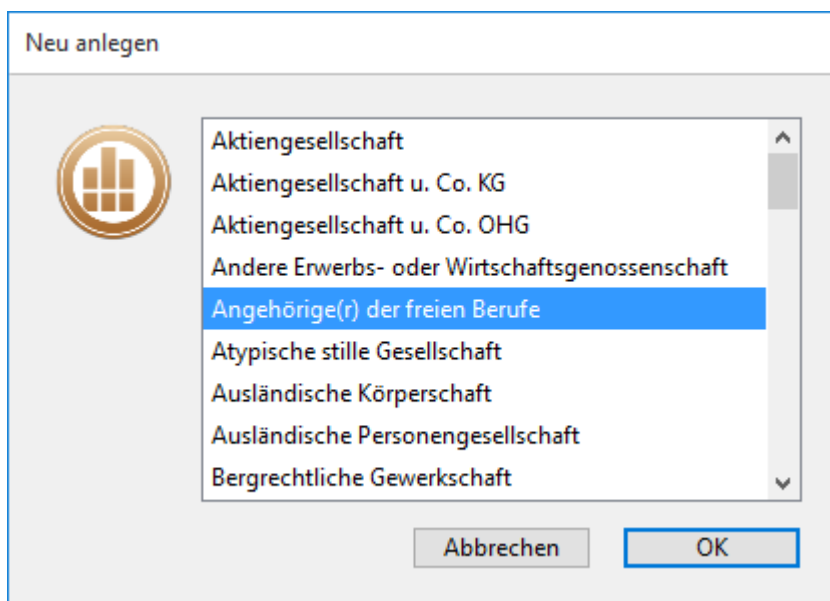 Neu anlegen
Aktiengesellschaft
Aktiengesellschaft u. Co. KG
Aktiengesellschaft u. Co. OHG
Andere Erwerbs- oder Wirtschaftsgenossenschaft
Angehörige(r) der freien Berufe
Atypische stille Gesellschaft
Ausländische Körperschaft
Ausländische Personengesellschaft
Bergrechtliche Gewerkschaft
Abbrechen OK